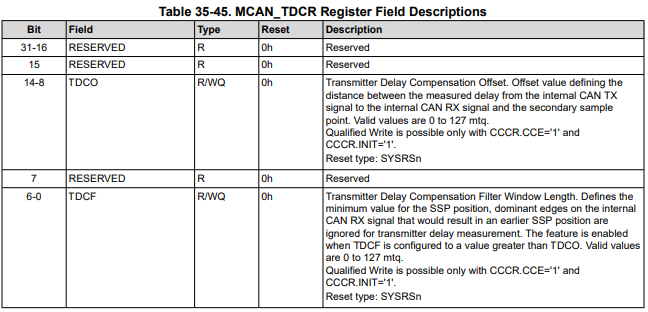 Table 35-45. MCAN_TDCR Register Field Descriptions
Bit Field Type Reset Description
31-16 RESERVED R 0h Reserved
15 RESERVED R 0h Reserved
14-8 TDCO R/WQ 0h Transmitter Delay Compensation Offset. Offset value defining the
distance between the measured delay from the internal CAN TX
signal to the internal CAN RX signal and the secondary sample
point. Valid values are 0 to 127 mtq.
Qualified Write is possible only with CCCR.CCE='1' and
CCCR.INIT='1'.
Reset type: SYSRSn
7 RESERVED R 0h Reserved
6-0 TDCF R/WQ 0h Transmitter Delay Compensation Filter Window Length. Defines the
minimum value for the SSP position, dominant edges on the internal
CAN RX signal that would result in an earlier SSP position are
ignored for transmitter delay measurement. The feature is enabled
when TDCF is configured to a value greater than TDCO. Valid values
are 0 to 127 mtq.
Qualified Write is possible only with CCCR.CCE='1' and
CCCR.INIT='1'.
Reset type: SYSRSn